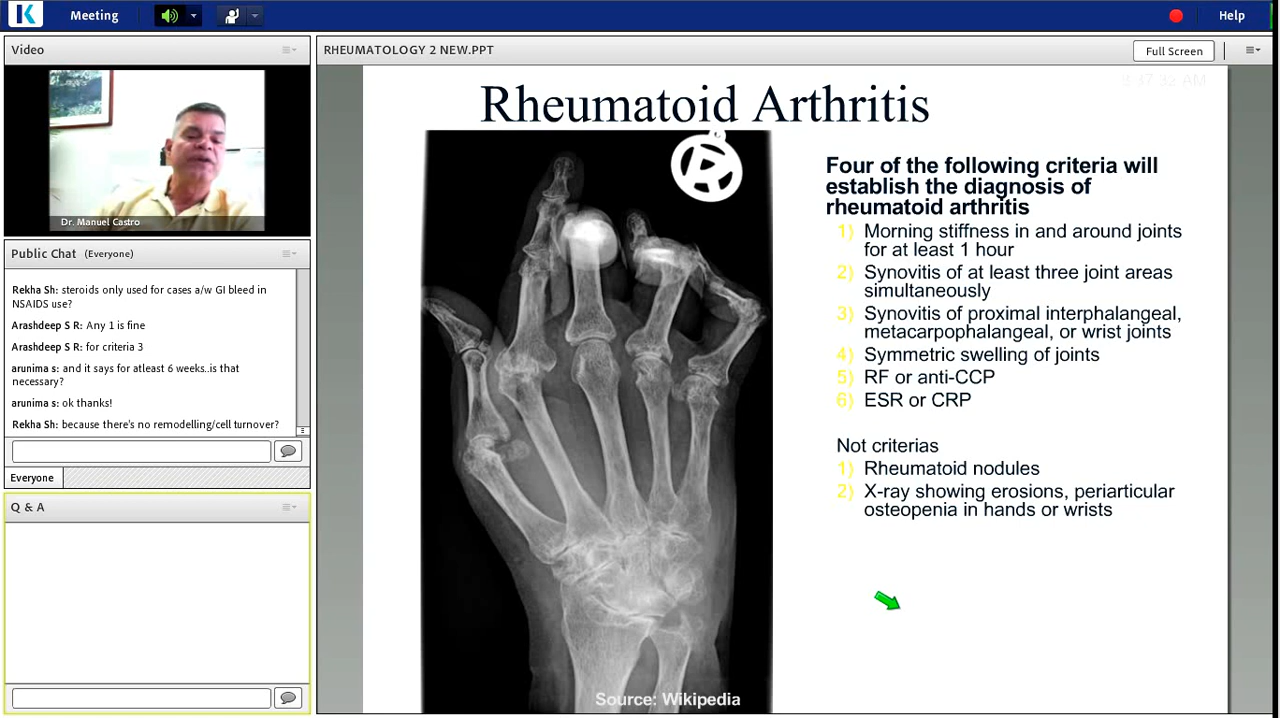 K Meeting Help
Video
Dr. Manuel Castro
Public Chat (Everyone)
Rekha Sh: steroids only used for cases a/w GI bleed in
NSAIDS use?
Arashdeep S R: Any 1 is fine
Arashdeep S R: for criteria 3
arunima s: and it says for atleast 6 weeks..is that
necessary?
arunima s: ok thanks!
Rekha Sh: because there's no remodelling/cell turnover?
Everyone
Q & A
RHEUMATOLOGY 2 NEW.PPT
Full Screen
Rheumatoid Arthritis
R
Four of the following criteria will
establish the diagnosis of
rheumatoid arthritis
1) Morning stiffness in and around joints
for at least 1 hour
2) Synovitis of at least three joint areas
simultaneously
3) Synovitis of proximal interphalangeal,
metacarpophalangeal, or wrist joints
4) Symmetric swelling of joints
5) RF or anti-CCP
6) ESR or CRP
Not criterias
1) Rheumatoid nodules
2) X-ray showing erosions, periarticular
osteopenia in hands or wrists
Source: Wikipedia